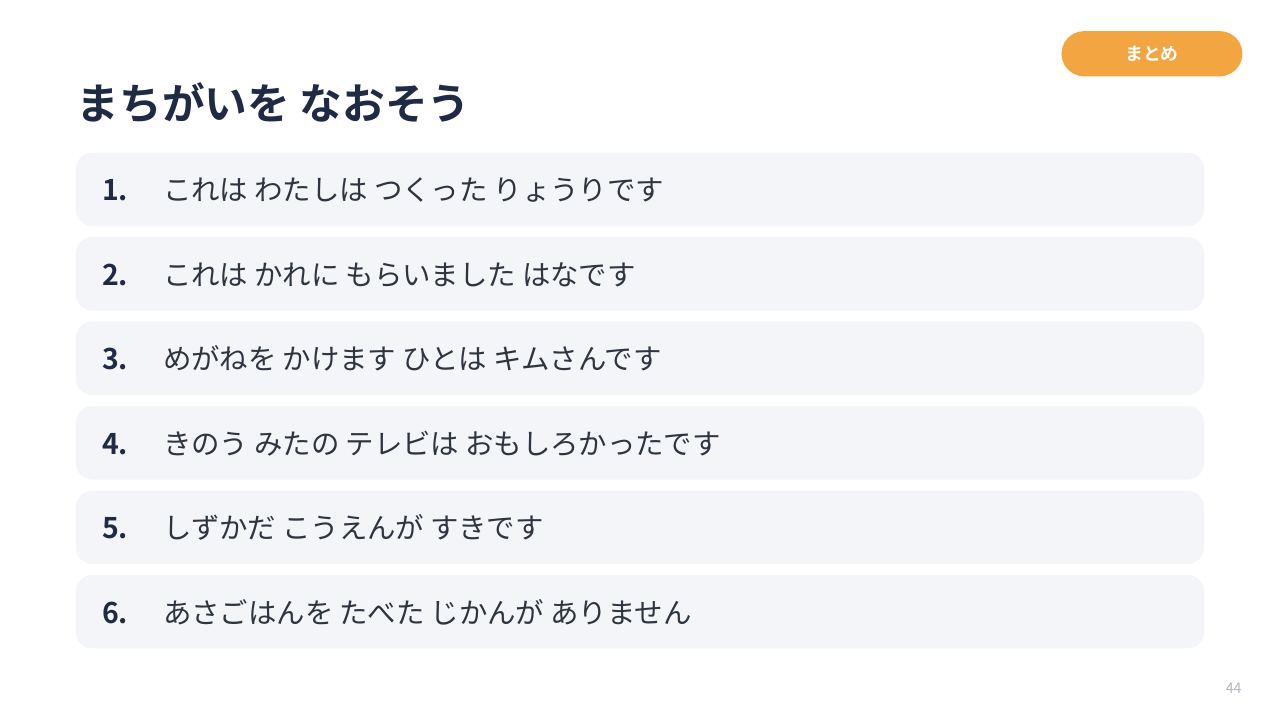 まとめ
まちがいを なおそう
1. これは わたしは つくった りょうりです
2. これは かれに もらいました はなです
3. めがねを かけます ひとは キムさんです
4. きのう みたの テレビは おもしろかったです
5. しずかだ こうえんが すきです
6. あさごはんを たべた じかんが ありません
44